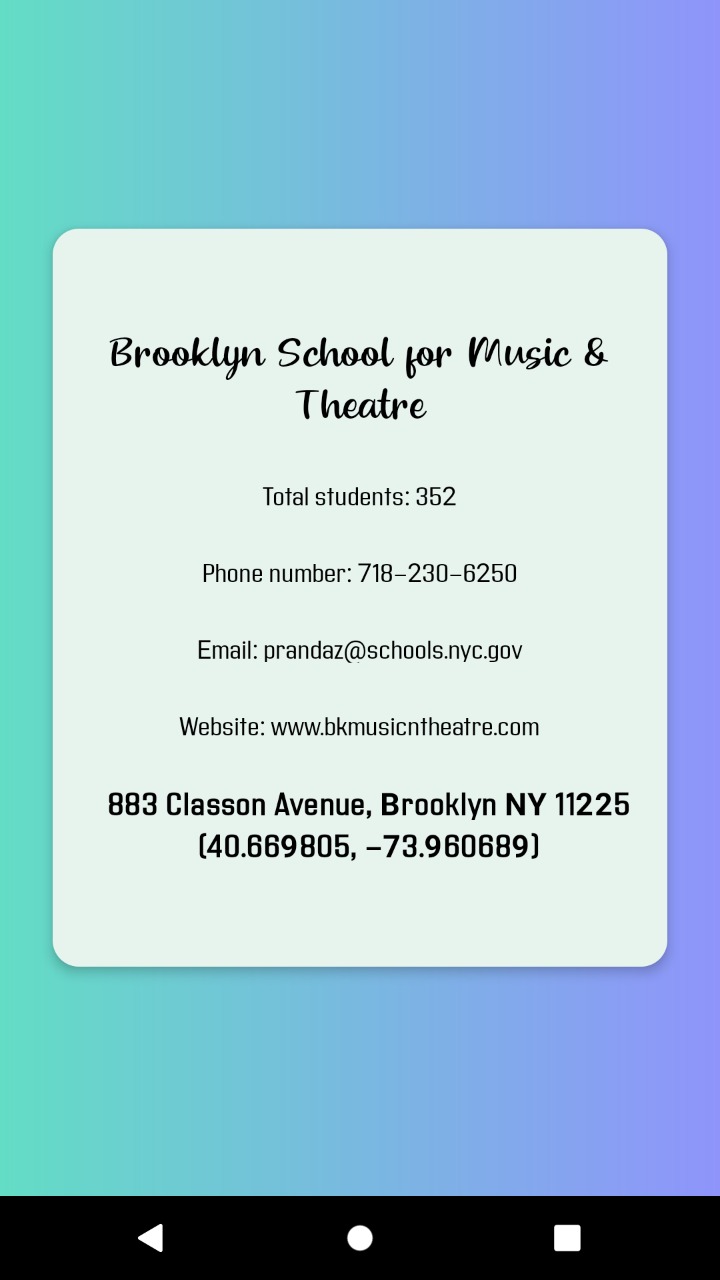 Brooklyn School for Music &
Theatre
Total students: 352
Phone number: 718-230-6250
Email: prandaz@schools.nyc.gov
Website: www.bkmusicntheatre.com
883 Classon Avenue, Brooklyn NY 11225
(40.669805, -73.960689)